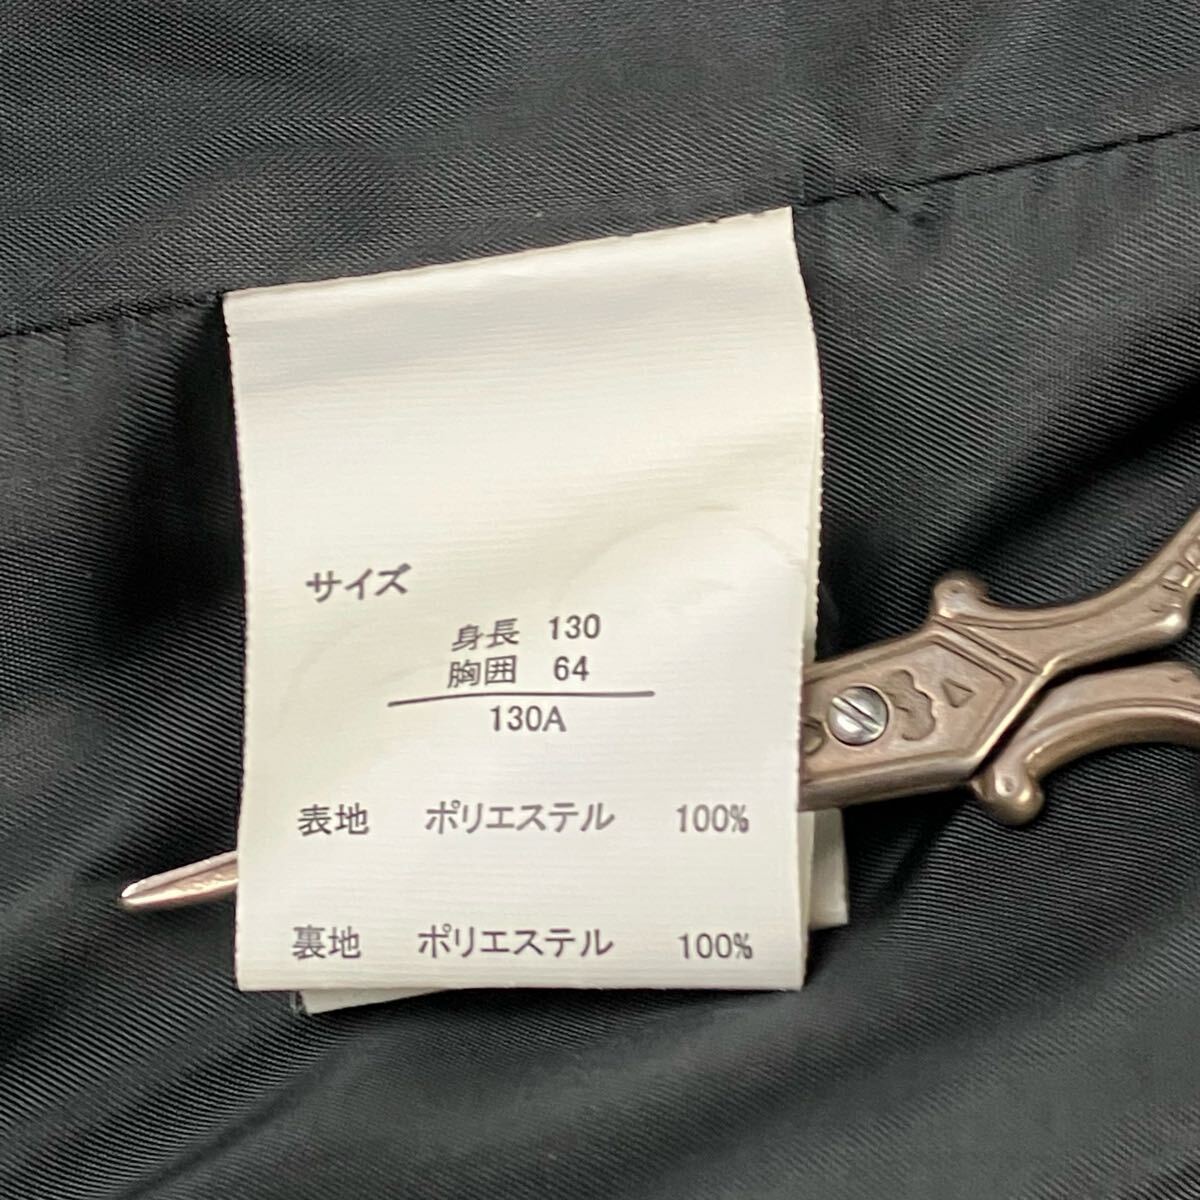 サイズ
身長 130
胸囲 64
130A
表地 ポリエステル 100%
裏地 ポリエステル 100%